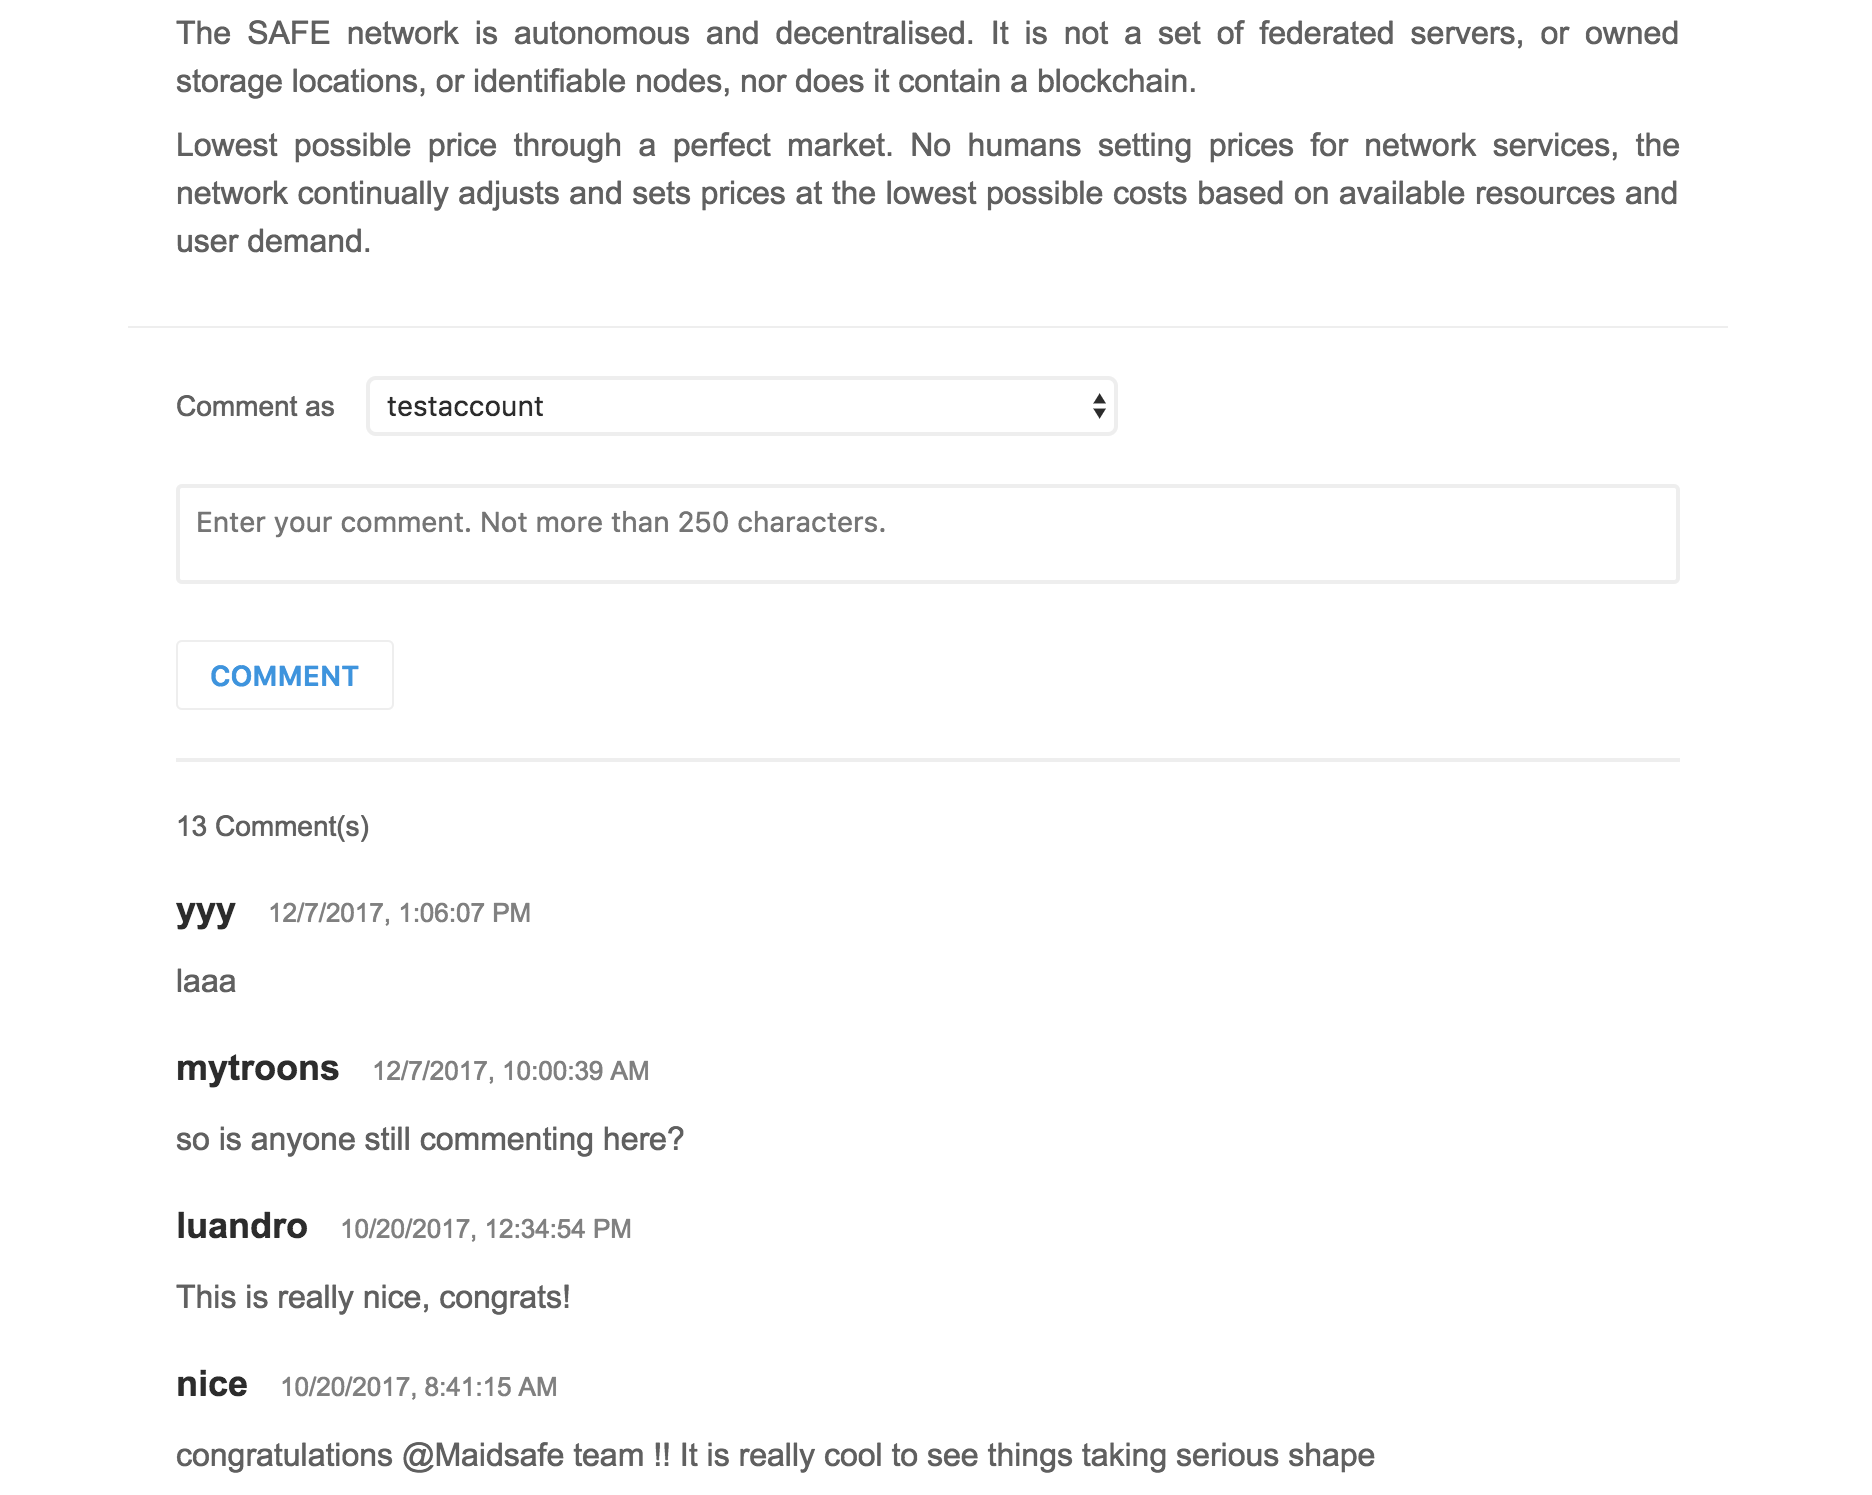 The SAFE network is autonomous and decentralised. It is not a set of federated servers, or owned
storage locations, or identifiable nodes, nor does it contain a blockchain.
Lowest possible price through a perfect market. No humans setting prices for network services, the
network continually adjusts and sets prices at the lowest possible costs based on available resources and
user demand.
Comment as testaccount
Enter your comment. Not more than 250 characters.
COMMENT
13 Comment(s)
yyy 12/7/2017, 1:06:07 PM
laaa
mytroons 12/7/2017, 10:00:39 AM
so is anyone still commenting here?
luandro 10/20/2017, 12:34:54 PM
This is really nice, congrats!
nice 10/20/2017, 8:41:15 AM
congratulations @Maidsafe team !! It is really cool to see things taking serious shape